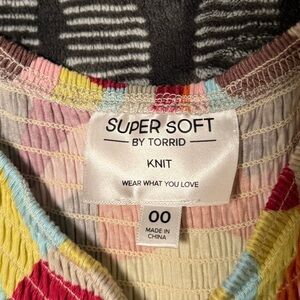 SUPER SOFT
BY TORRID
KNIT
WEAR WHAT YOU LOVE
00
MADE IN
CHINA